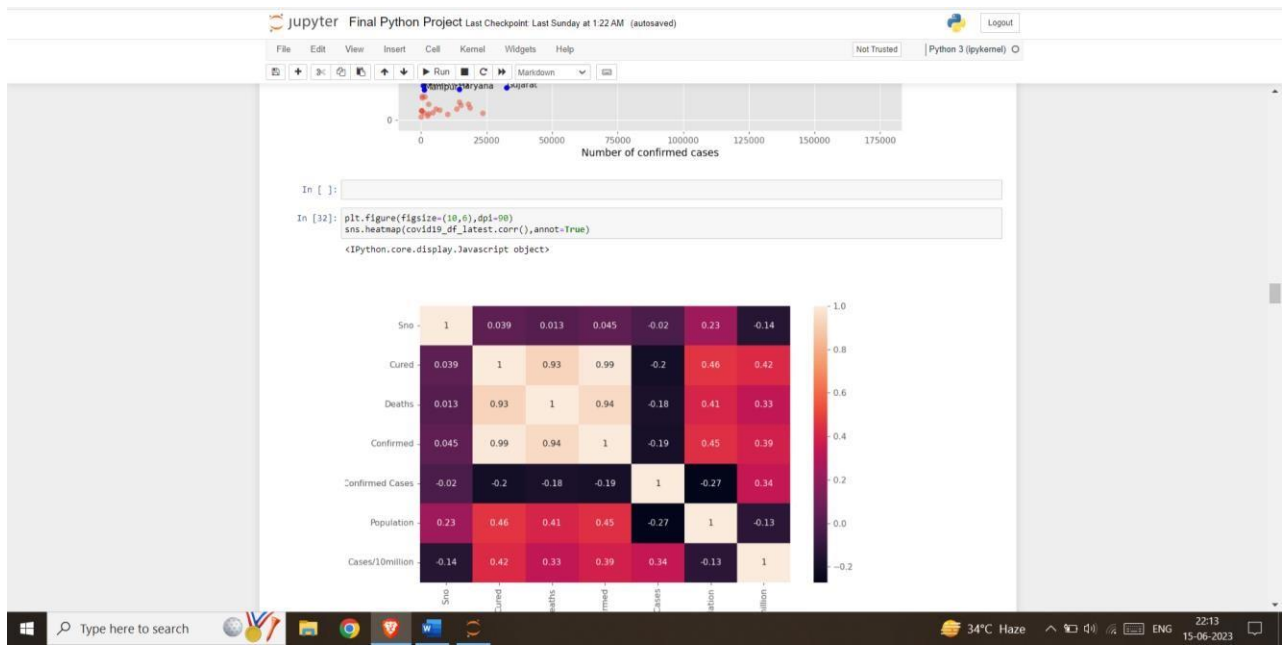 jupyter Final Python Project Last Checkpoint: Last Sunday at 1:22 AM (autosaved) Logout
File Edit View Insert Cell Kernel Widgets Help Not Trusted Python 3 (ipykernel)
Run Markdown
Manipur Haryana Gujarat
0
0 25000 50000 75000 100000 125000 150000 175000
Number of confirmed cases
In [ ]:
In [32]: plt.figure(figsize=(10,6),dpi=90)
sns.heatmap(covid19_df_latest.corr(),annot=True)
<IPython.core.display.Javascript object>
Sno 1 0.039 0.013 0.045 -0.02 0.23 -0.14
Cured 0.039 1 0.93 0.99 -0.2 0.46 0.42
Deaths 0.013 0.93 1 0.94 -0.18 0.41 0.33
Confirmed 0.045 0.99 0.94 1 -0.19 0.45 0.39
Confirmed Cases -0.02 -0.2 -0.18 -0.19 1 -0.27 0.34
Population 0.23 0.46 0.41 0.45 -0.27 1 -0.13
Cases/10million -0.14 0.42 0.33 0.39 0.34 -0.13 1
1.0
0.8
0.6
0.4
0.2
0.0
-0.2
Sno Cured eaths rmed Cases ation illion
Type here to search 34°C Haze ENG 22:13
15-06-2023